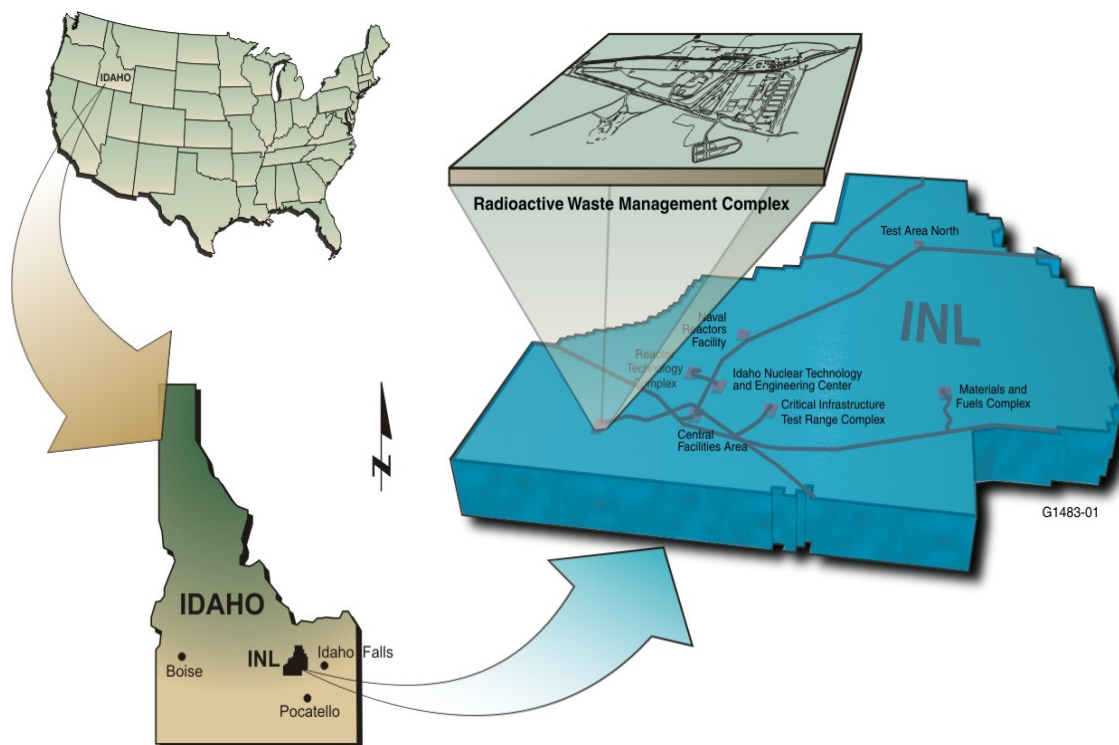 IDAHO
Radioactive Waste Management Complex
Test Area North
INL
Naval
Reactors
Facility
Reactor
Technology
Complex
Idaho Nuclear Technology
and Engineering Center
Materials and
Fuels Complex
Critical Infrastructure
Test Range Complex
Central
Facilities Area
G1483-01
N
IDAHO
INL
Idaho Falls
Boise
Pocatello